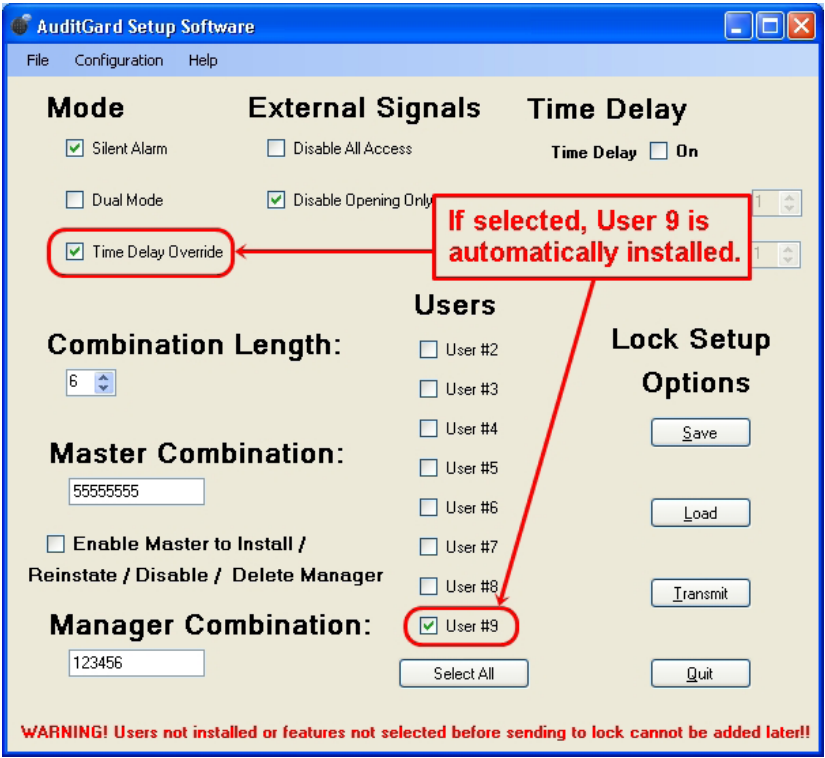 AuditGard Setup Software
File Configuration Help
Mode External Signals Time Delay
Silent Alarm Disable All Access Time Delay On
Dual Mode Disable Opening Only 1
If selected, User 9 is
automatically installed.
Time Delay Override 1
Users
Combination Length:
6
Lock Setup
Options
User #2
User #3
User #4
User #5
User #6
User #7
User #8
User #9
Select All
Master Combination:
55555555
Enable Master to Install /
Reinstate / Disable / Delete Manager
Manager Combination:
123456
Save
Load
Transmit
Quit
WARNING! Users not installed or features not selected before sending to lock cannot be added later!!